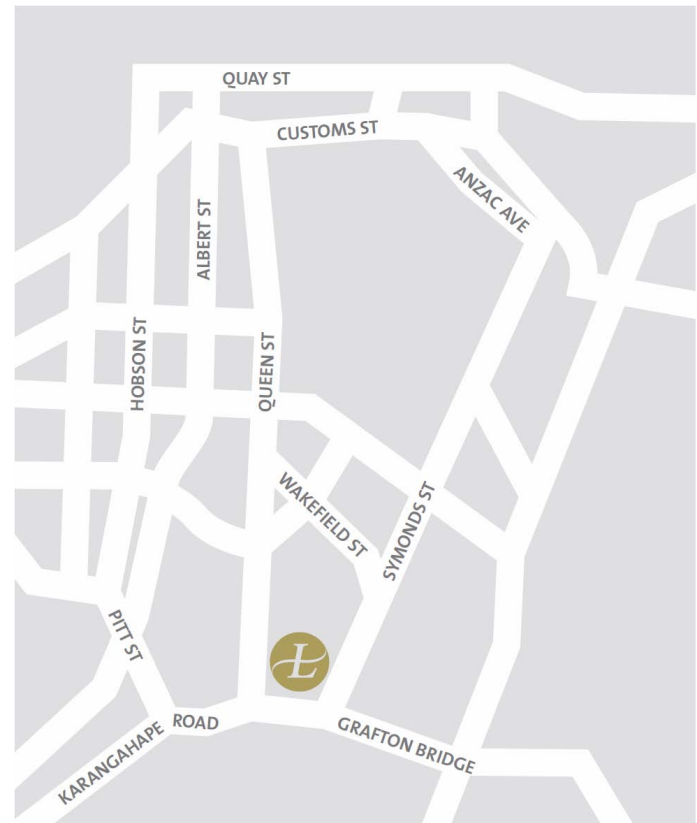 QUAY ST
CUSTOMS ST
ANZAC AVE
ALBERT ST
HOBSON ST
QUEEN ST
WAKEFIELD ST
SYMONDS ST
PITT ST
L
KARANGAHAPE ROAD
GRAFTON BRIDGE